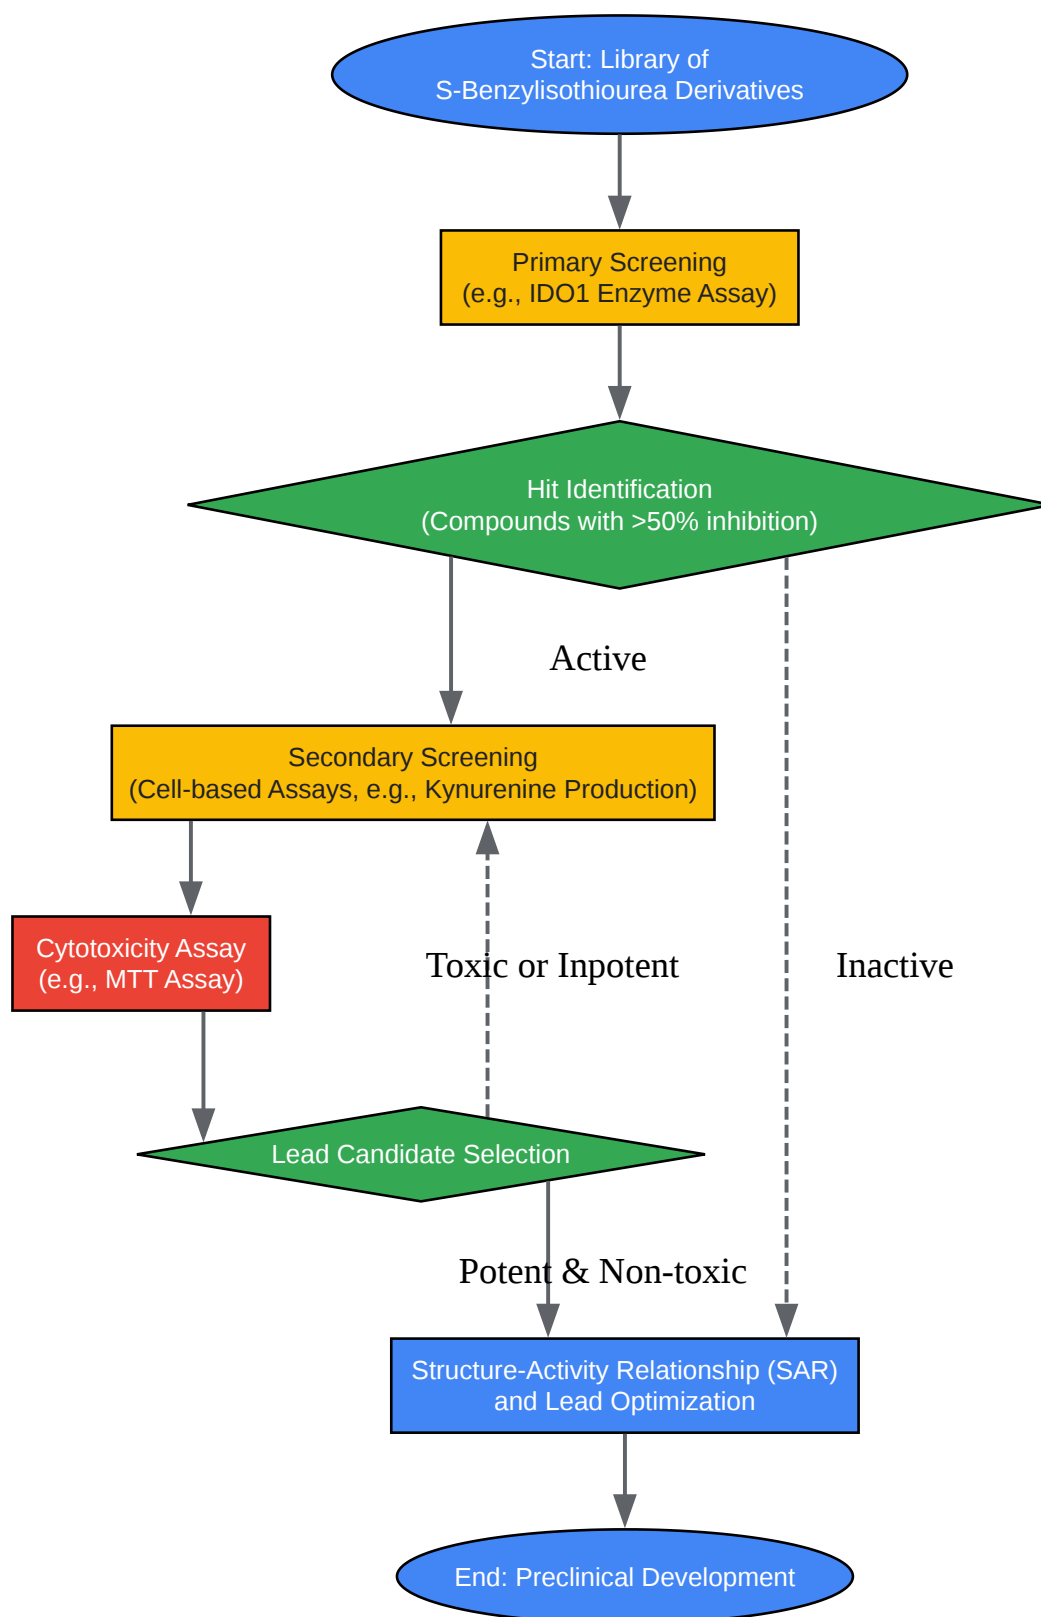 Start: Library of
S-Benzylisothiourea Derivatives
Primary Screening
(e.g., IDO1 Enzyme Assay)
Hit Identification
(Compounds with >50% inhibition)
Active
Secondary Screening
(Cell-based Assays, e.g., Kynurenine Production)
Cytotoxicity Assay
(e.g., MTT Assay)
Toxic or Inpotent
Inactive
Lead Candidate Selection
Potent & Non-toxic
Structure-Activity Relationship (SAR)
and Lead Optimization
End: Preclinical Development